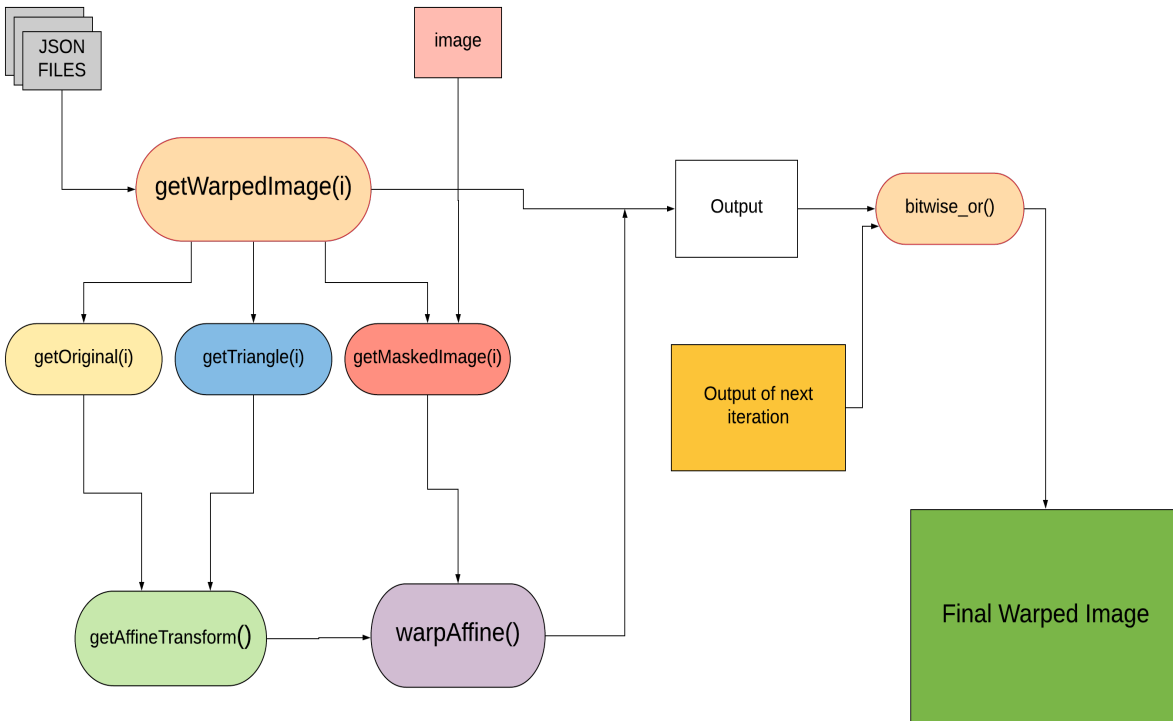 JSON
FILES
image
getWarpedImage(i)
Output
bitwise_or()
getOriginal(i)
getTriangle(i)
getMaskedImage(i)
Output of next
iteration
getAffineTransform()
warpAffine()
Final Warped Image